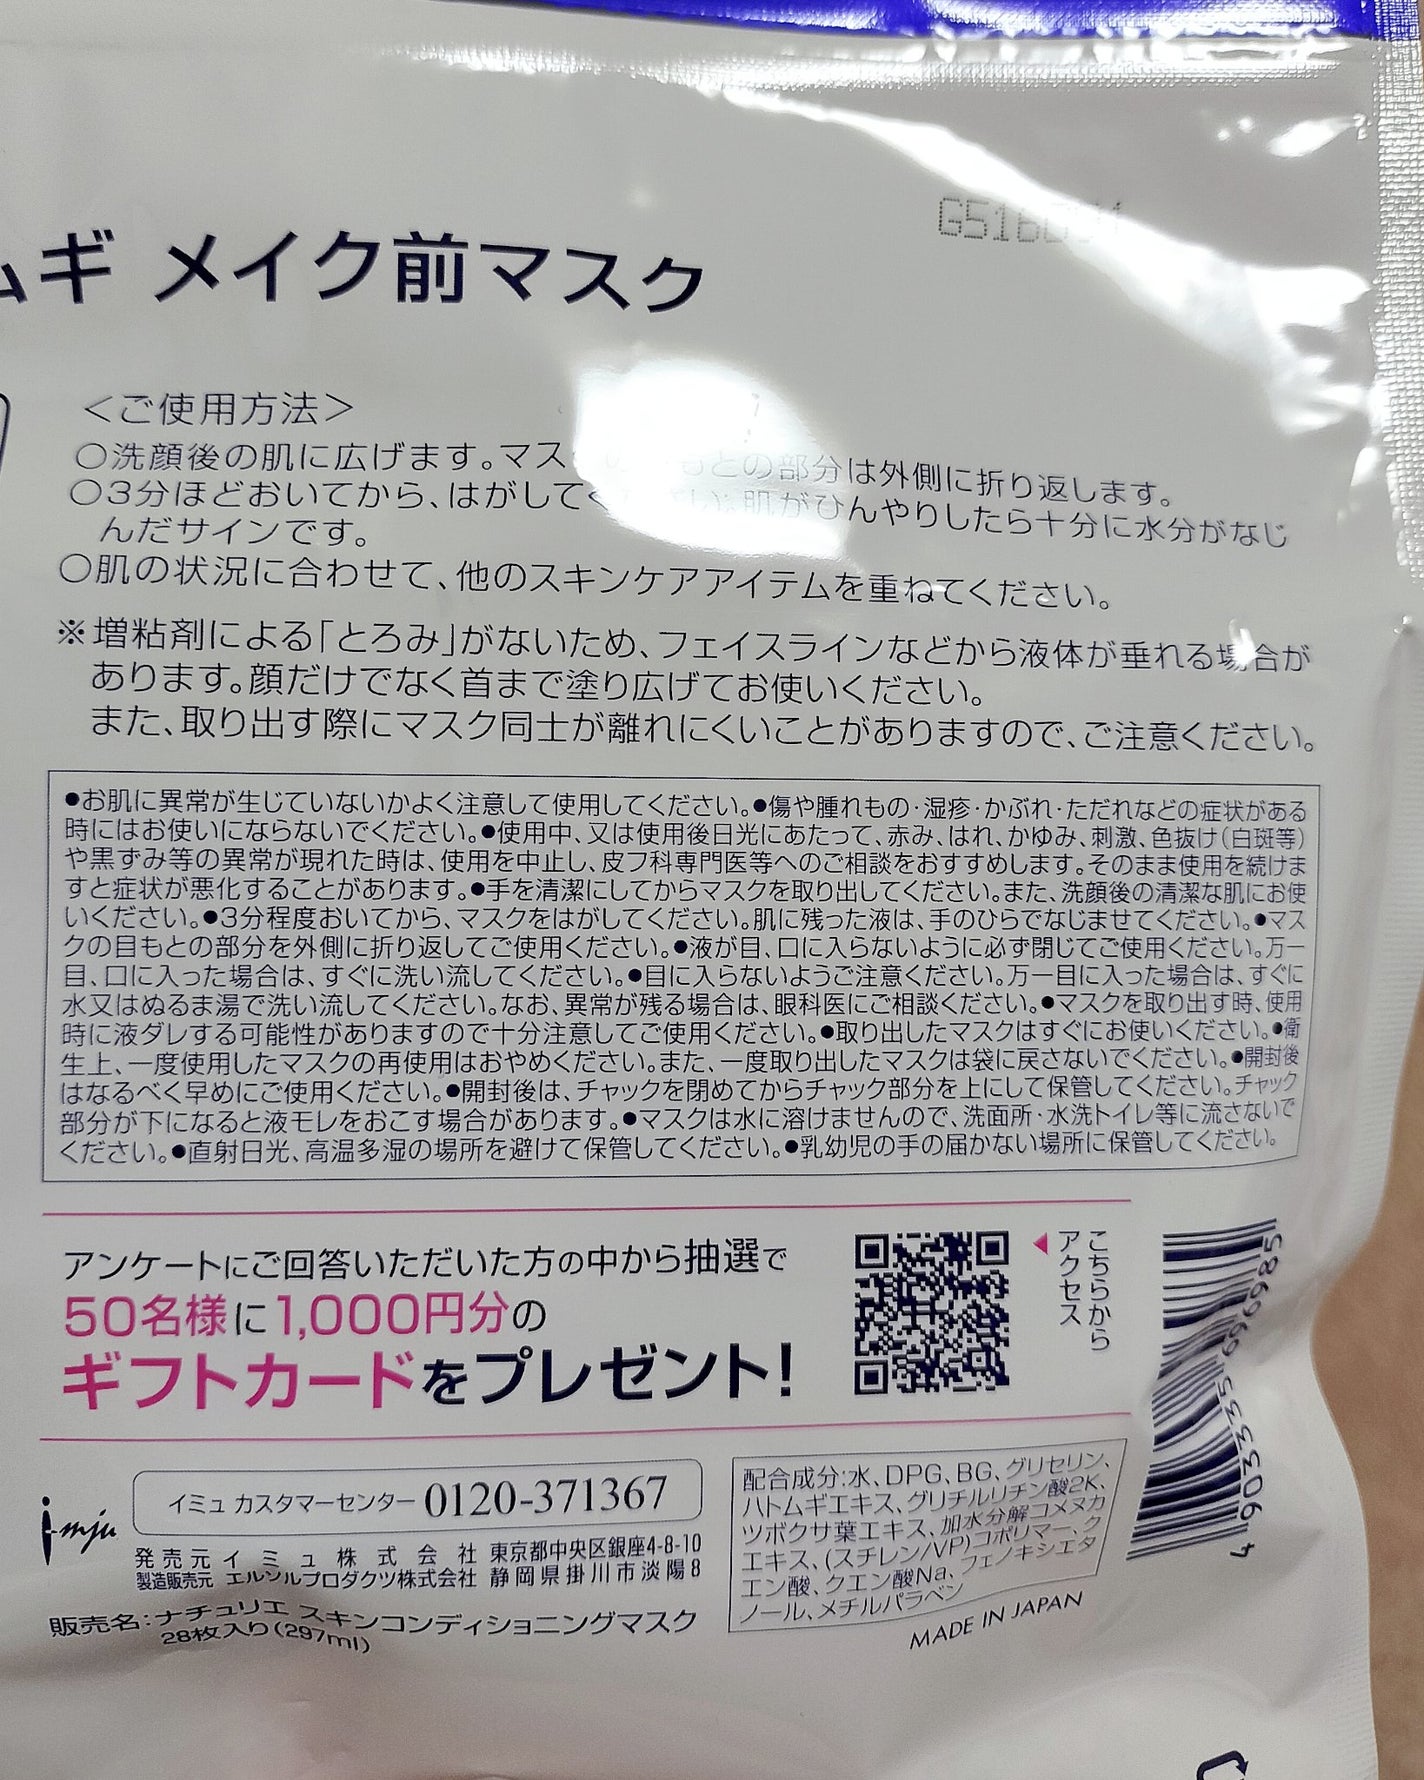 ギ メイク前マスク
＜ご使用方法＞
○洗顔後の肌に広げます。マス もとの部分は外側に折り返します。
○3分ほどおいてから、はがして 肌がひんやりしたら十分に水分がなじ
んだサインです。
○肌の状況に合わせて、他のスキンケアアイテムを重ねてください。
※増粘剤による「とろみ」がないため、フェイスラインなどから液体が垂れる場合が
あります。顔だけでなく首まで塗り広げてお使いください。
また、取り出す際にマスク同士が離れにくいことがありますので、ご注意ください。
●お肌に異常が生じていないかよく注意して使用してください。●傷や腫れもの・湿疹・かぶれ・ただれなどの症状がある
時にはお使いにならないでください。●使用中、又は使用後日光にあたって、赤み、はれ、かゆみ、刺激、色抜け(白斑等)
や黒ずみ等の異常が現れた時は、使用を中止し、皮フ科専門医等へのご相談をおすすめします。そのまま使用を続けま
すと症状が悪化することがあります。●手を清潔にしてからマスクを取り出してください。また、洗顔後の清潔な肌にお使
いください。●3分程度おいてから、マスクをはがしてください。肌に残った液は、手のひらでなじませてください。●マス
クの目もとの部分を外側に折り返してご使用ください。●液が目、口に入らないように必ず閉じてご使用ください。万一
目、口に入った場合は、すぐに洗い流してください。●目に入らないようご注意ください。万一目に入った場合は、すぐに
水又はぬるま湯で洗い流してください。なお、異常が残る場合は、眼科医にご相談ください。●マスクを取り出す時、使用
時に液ダレする可能性がありますので十分注意してご使用ください。●取り出したマスクはすぐにお使いください。●衛
生上、一度使用したマスクの再使用はおやめください。また、一度取り出したマスクは袋に戻さないでください。●開封後
はなるべく早めにご使用ください。●開封後は、チャックを閉めてからチャック部分を上にして保管してください。チャック
部分が下になると液モレをおこす場合があります。●マスクは水に溶けませんので、洗面所・水洗トイレ等に流さないで
ください。●直射日光、高温多湿の場所を避けて保管してください。●乳幼児の手の届かない場所に保管してください。
アンケートにご回答いただいた方の中から抽選で
50名様に1,000円分の
ギフトカードをプレゼント!
こちらから
アクセス
i-mju
イミュ カスタマーセンター 0120-371367
発売元 イミュ株式会社 東京都中央区銀座4-8-10
製造販売元 エルソルプロダクツ株式会社 静岡県掛川市淡陽8
販売名:ナチュリエ スキンコンディショニングマスク
28枚入り(297ml)
配合成分:水、DPG、BG、グリセリン、
ハトムギエキス、グリチルリチン酸2K、
ツボクサ葉エキス、加水分解コメヌカ
エキス、(スチレン/VP)コポリマー、ク
エン酸、クエン酸Na、フェノキシエタ
ノール、メチルパラベン
MADE IN JAPAN